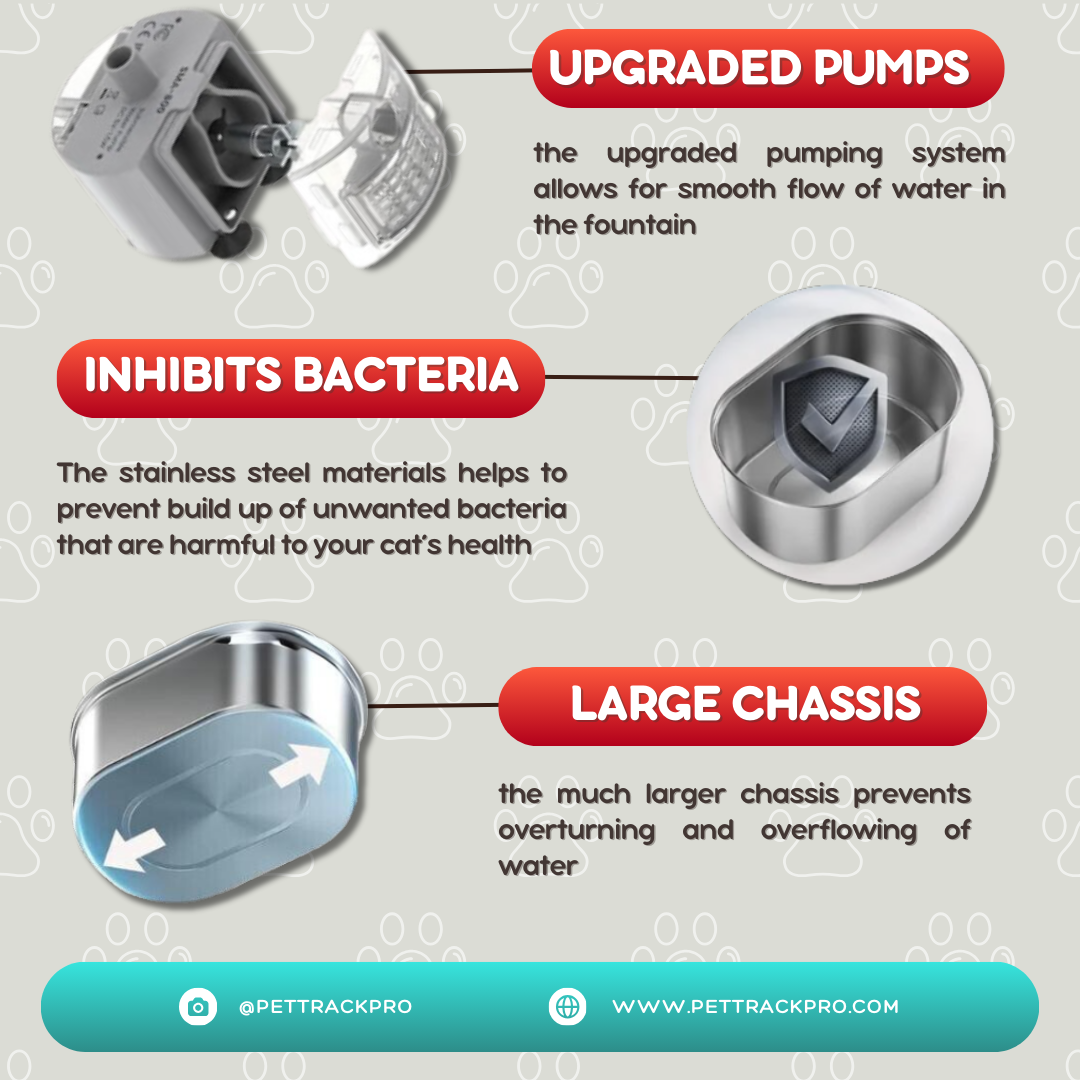 SMA-800
UPGRADED PUMPS
the upgraded pumping system
allows for smooth flow of water in
the fountain
INHIBITS BACTERIA
The stainless steel materials helps to
prevent build up of unwanted bacteria
that are harmful to your cat's health
LARGE CHASSIS
the much larger chassis prevents
overturning and overflowing of
water
@PETTRACKPRO
WWW.PETTRACKPRO.COM